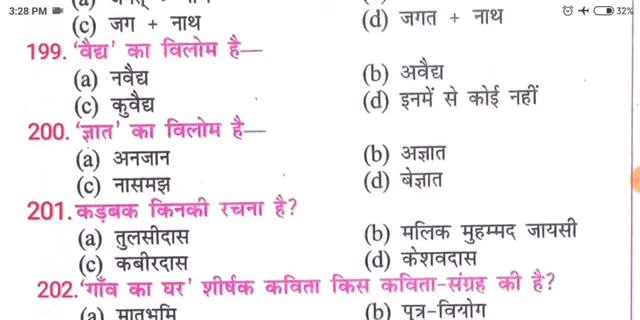 3:28 PM 32%
(c) जग + नाथ (d) जगत + नाथ
199. 'वैद्य' का विलोम है—
(a) नवैद्य (b) अवैद्य
(c) कुवैद्य (d) इनमें से कोई नहीं
200. 'ज्ञात' का विलोम है—
(a) अनजान (b) अज्ञात
(c) नासमझ (d) बेज्ञात
201. कड़बक किनकी रचना है?
(a) तुलसीदास (b) मलिक मुहम्मद जायसी
(c) कबीरदास (d) केशवदास
202. 'गाँव का घर' शीर्षक कविता किस कविता-संग्रह की है?
(a) मातृभूमि (b) पुत्र-वियोग